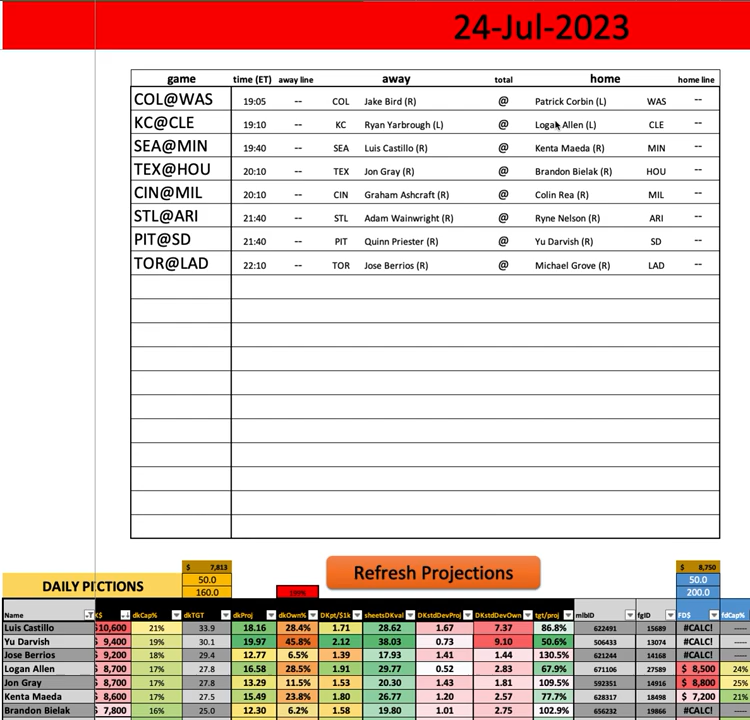 24-Jul-2023
game time (ET) away line away total home home line
COL@WAS 19:05 -- COL Jake Bird (R) @ Patrick Corbin (L) WAS --
KC@CLE 19:10 -- KC Ryan Yarbrough (L) @ Logan Allen (L) CLE --
SEA@MIN 19:40 -- SEA Luis Castillo (R) @ Kenta Maeda (R) MIN --
TEX@HOU 20:10 -- TEX Jon Gray (R) @ Brandon Bielak (R) HOU --
CIN@MIL 20:10 -- CIN Graham Ashcraft (R) @ Colin Rea (R) MIL --
STL@ARI 21:40 -- STL Adam Wainwright (R) @ Ryne Nelson (R) ARI --
PIT@SD 21:40 -- PIT Quinn Priester (R) @ Yu Darvish (R) SD --
TOR@LAD 22:10 -- TOR Jose Berrios (R) @ Michael Grove (R) LAD --
$ 7,813 $ 8,750
DAILY 50.0 Refresh Projections 50.0
160.0 200.0
Name dkCap% dkTGT dkProj dkOwn% DKpt/$1k sheetsDKval DKstdDevProj DKstdDevOwn tgt/proj mlbID fgID FD$ fdCap%
Luis Castillo 10,600 21% 33.9 18.16 28.4% 1.71 28.62 1.67 7.37 86.8% 622491 15689 #CALC!
Yu Darvish 9,400 19% 30.1 19.97 45.8% 2.12 38.03 0.73 9.10 50.6% 506433 13074 #CALC!
Jose Berrios 9,200 18% 29.4 12.77 6.5% 1.39 17.93 1.41 1.44 130.5% 621244 14168 #CALC!
Logan Allen 8,700 17% 27.8 16.58 28.5% 1.91 29.77 0.52 2.83 67.9% 671106 27589 $ 8,500 24%
Jon Gray 8,700 17% 27.8 13.29 11.5% 1.53 20.30 1.43 1.81 109.5% 592351 14916 $ 8,800 25%
Kenta Maeda 8,600 17% 27.5 15.49 23.8% 1.80 26.77 1.20 2.57 77.7% 628317 18498 $ 7,200 21%
Brandon Bielak 7,800 16% 25.0 12.30 6.2% 1.58 19.80 1.01 2.75 102.9% 656232 19866 #CALC!